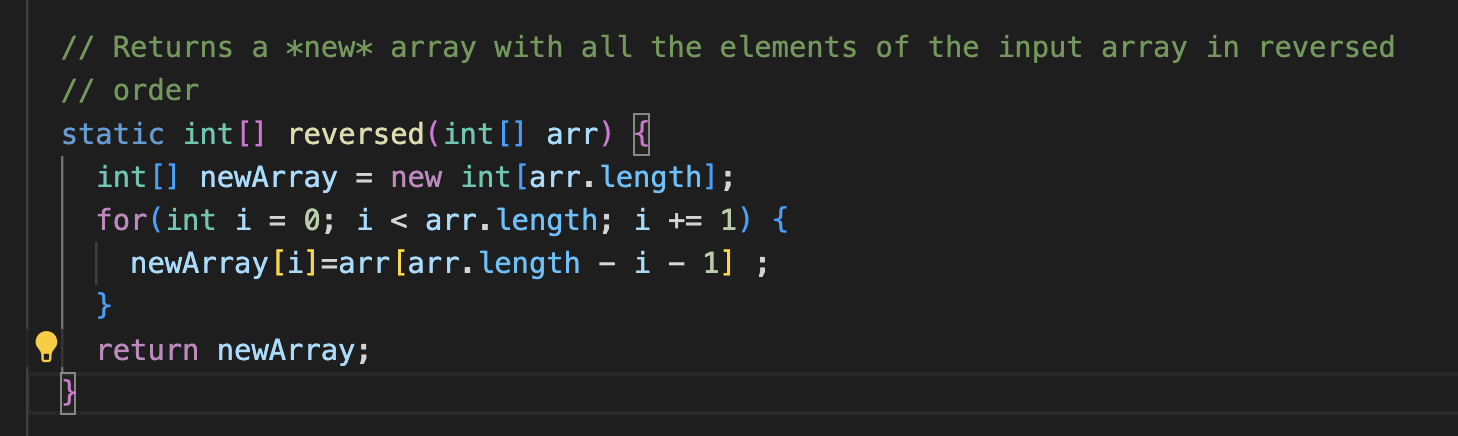 // Returns a *new* array with all the elements of the input array in reversed
// order
static int[] reversed(int[] arr) {
  int[] newArray = new int[arr.length];
  for(int i = 0; i < arr.length; i += 1) {
    newArray[i]=arr[arr.length - i - 1] ;
  }
  return newArray;
}